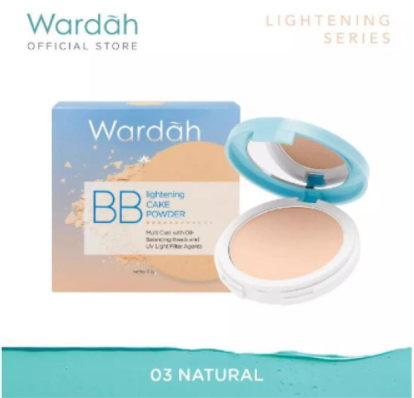 Wardah
OFFICIAL STORE
LIGHTENING
SERIES
Wardah
BB lightening
CAKE
POWDER
Multi Care with Oil-
Balancing Beads and
UV Light Filter Agents
03 NATURAL